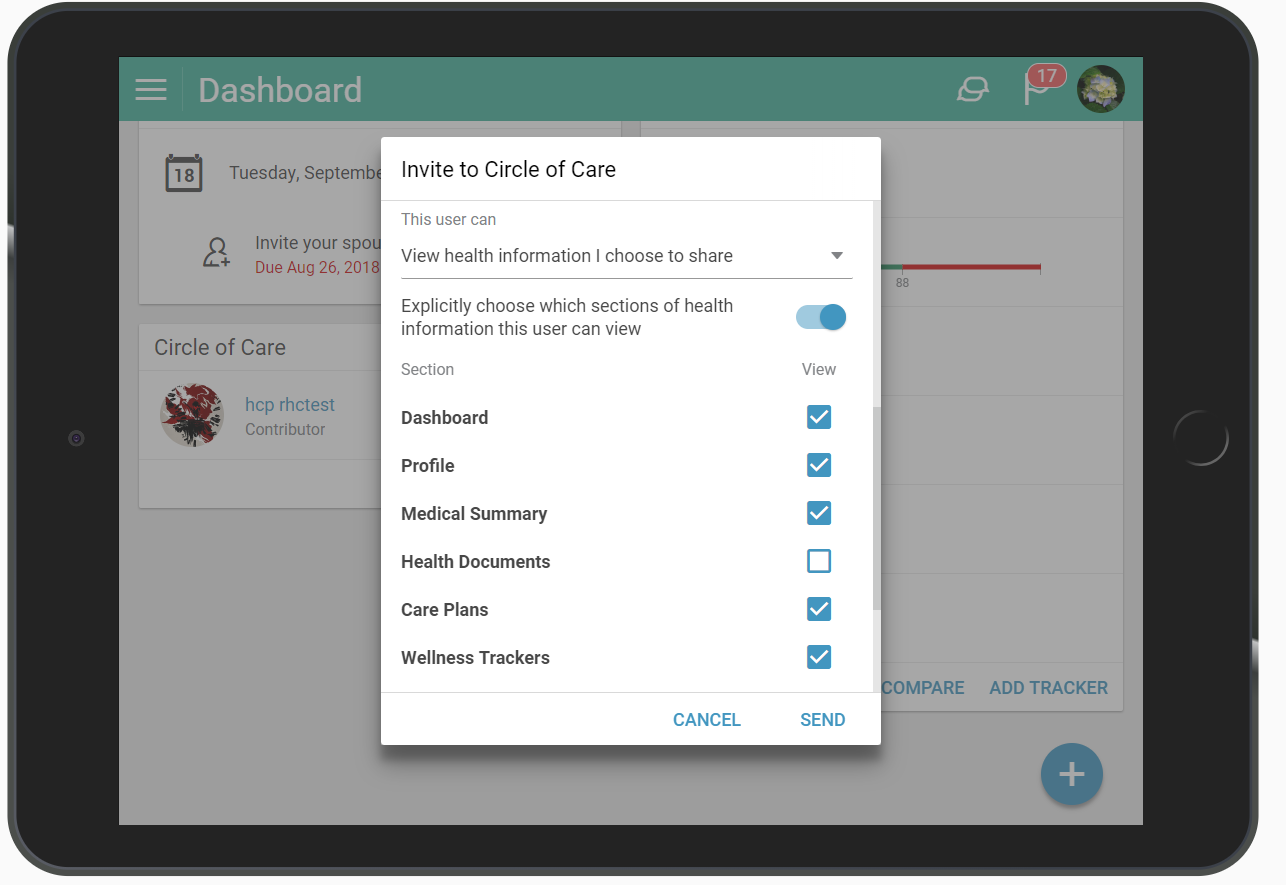 Dashboard
17
18
Tuesday, Septembe
Invite your spou
Due Aug 26, 2018
88
Circle of Care
hcp rhctest
Contributor
COMPARE
ADD TRACKER
Invite to Circle of Care
This user can
View health information I choose to share
Explicitly choose which sections of health
information this user can view
Section View
Dashboard
Profile
Medical Summary
Health Documents
Care Plans
Wellness Trackers
CANCEL SEND